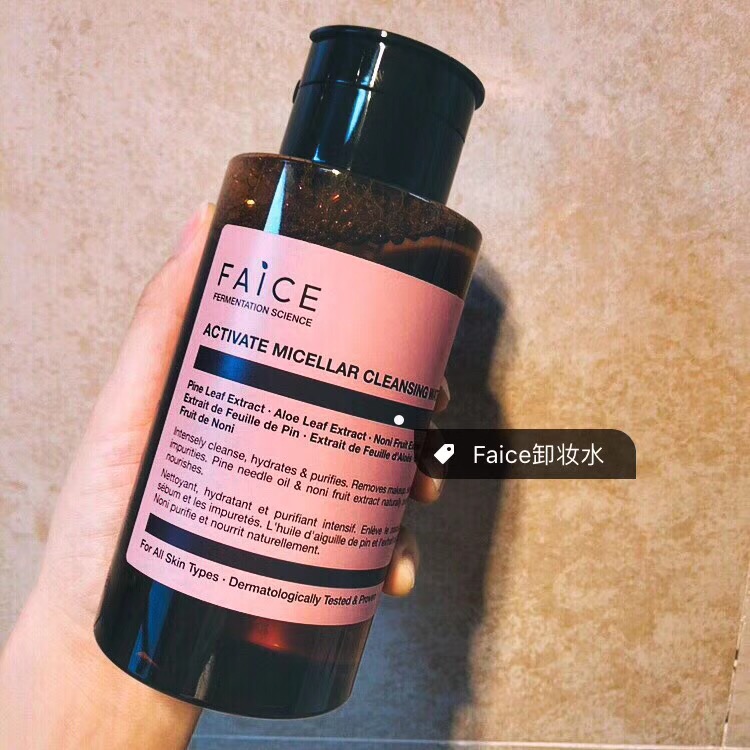 FAICE
FERMENTATION SCIENCE
ACTIVATE MICELLAR CLEANSING
Pine Leaf Extract · Aloe Leaf Extract · Noni Fruit
Extrait de Feuille de Pin · Extrait de Feuille d'Aloès
Fruit de Noni
Intensely cleanse, hydrates & purifies. Removes makeup,
impurities. Pine needle oil & noni fruit extract naturally
nourishes.
Nettoyant, hydratant et purifiant intensif. Enlève le
sébum et les impuretés. L'huile d'aiguille de pin et
Noni purifie et nourrit naturellement.
For All Skin Types · Dermatologically Tested & Proven
Faice卸妆水